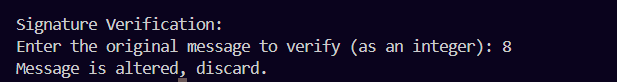 Signature Verification:
Enter the original message to verify (as an integer): 8
Message is altered, discard.